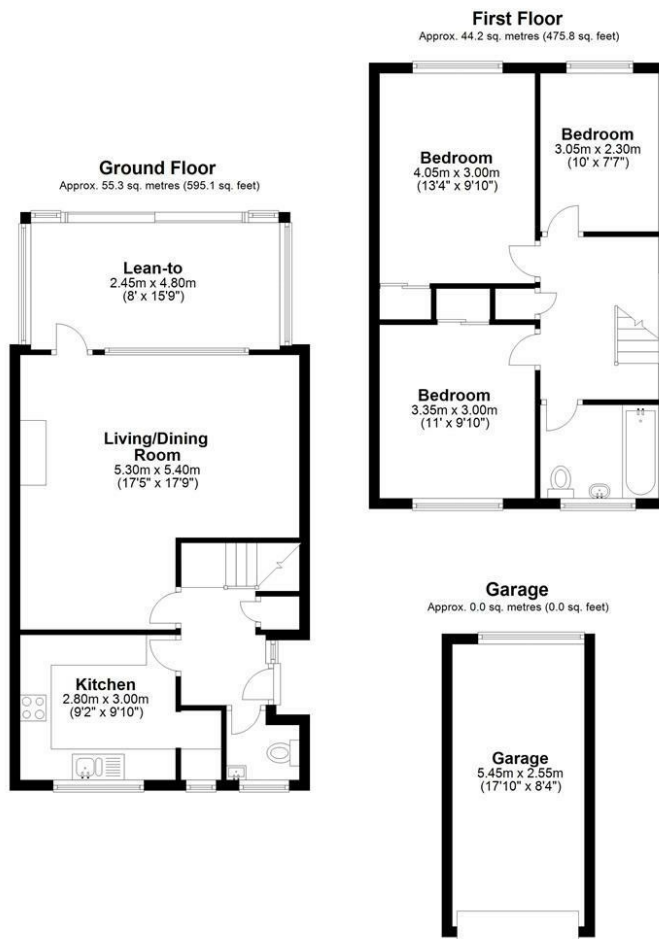 First Floor
Approx. 44.2 sq. metres (475.8 sq. feet)
Bedroom
4.05m x 3.00m
(13'4" x 9'10")
Bedroom
3.05m x 2.30m
(10' x 7'7")
Bedroom
3.35m x 3.00m
(11' x 9'10")
Ground Floor
Approx. 55.3 sq. metres (595.1 sq. feet)
Lean-to
2.45m x 4.80m
(8' x 15'9")
Living/Dining
Room
5.30m x 5.40m
(17'5" x 17'9")
Kitchen
2.80m x 3.00m
(9'2" x 9'10")
Garage
Approx. 0.0 sq. metres (0.0 sq. feet)
Garage
5.45m x 2.55m
(17'10" x 8'4")